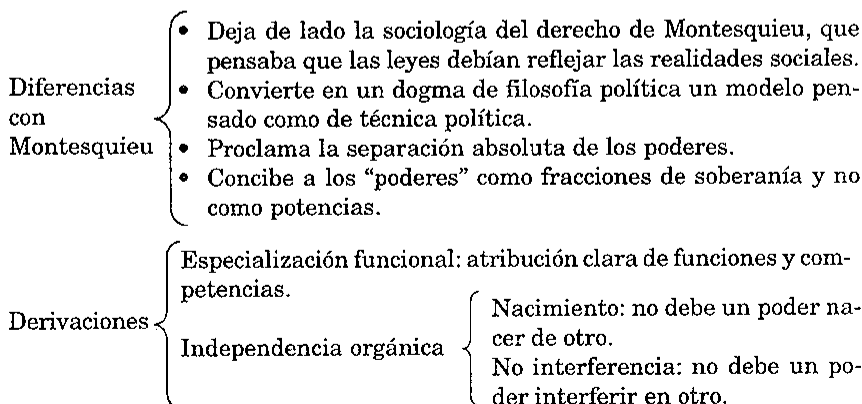 • Deja de lado la sociología del derecho de Montesquieu, que
pensaba que las leyes debían reflejar las realidades sociales.
Diferencias
con
Montesquieu
• Convierte en un dogma de filosofía política un modelo pen-
sado como de técnica política.
• Proclama la separación absoluta de los poderes.
• Concibe a los “poderes” como fracciones de soberanía y no
como potencias.
Derivaciones
Especialización funcional: atribución clara de funciones y com-
petencias.
Independencia orgánica
Nacimiento: no debe un poder na-
cer de otro.
No interferencia: no debe un po-
der interferir en otro.